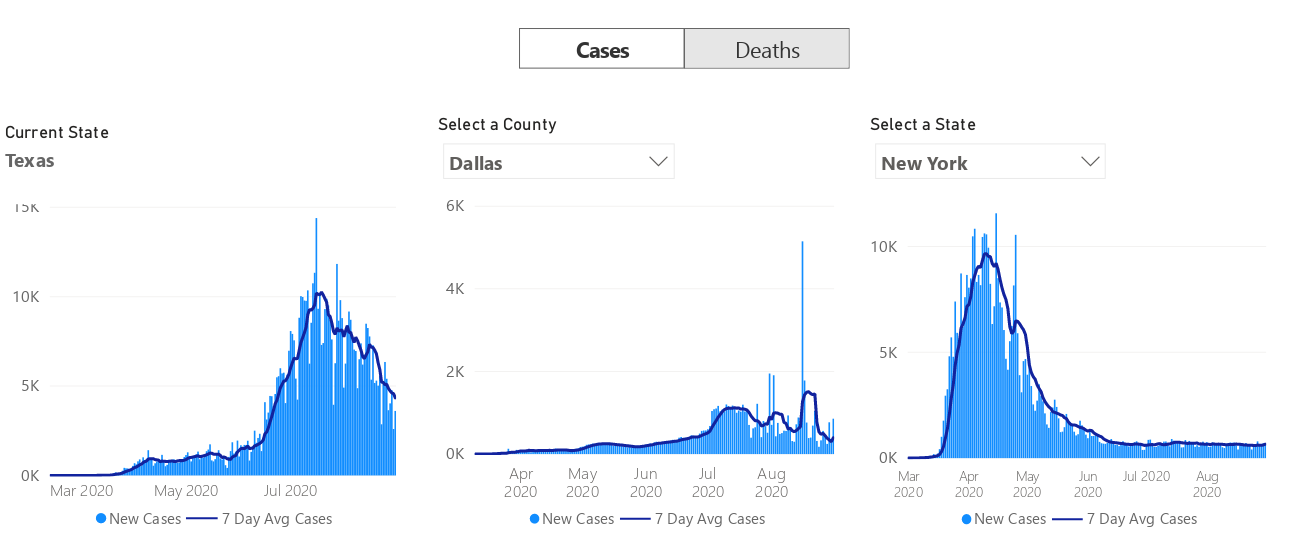 Cases
Deaths
Current State
Texas
15K
10K
5K
0K
Mar 2020
May 2020
Jul 2020
New Cases
7 Day Avg Cases
Select a County
Dallas
6K
4K
2K
0K
Apr 2020
May 2020
Jun 2020
Jul 2020
Aug 2020
New Cases
7 Day Avg Cases
Select a State
New York
10K
5K
0K
Mar 2020
Apr 2020
May 2020
Jun 2020
Jul 2020
Aug 2020
New Cases
7 Day Avg Cases